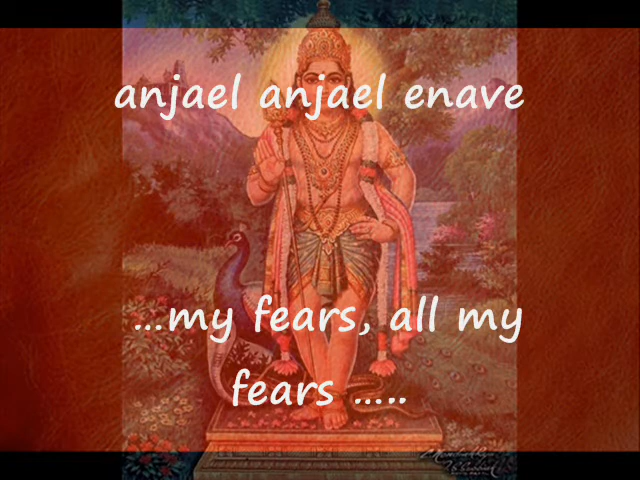 anjael anjael enave
...my fears, all my
fears .....